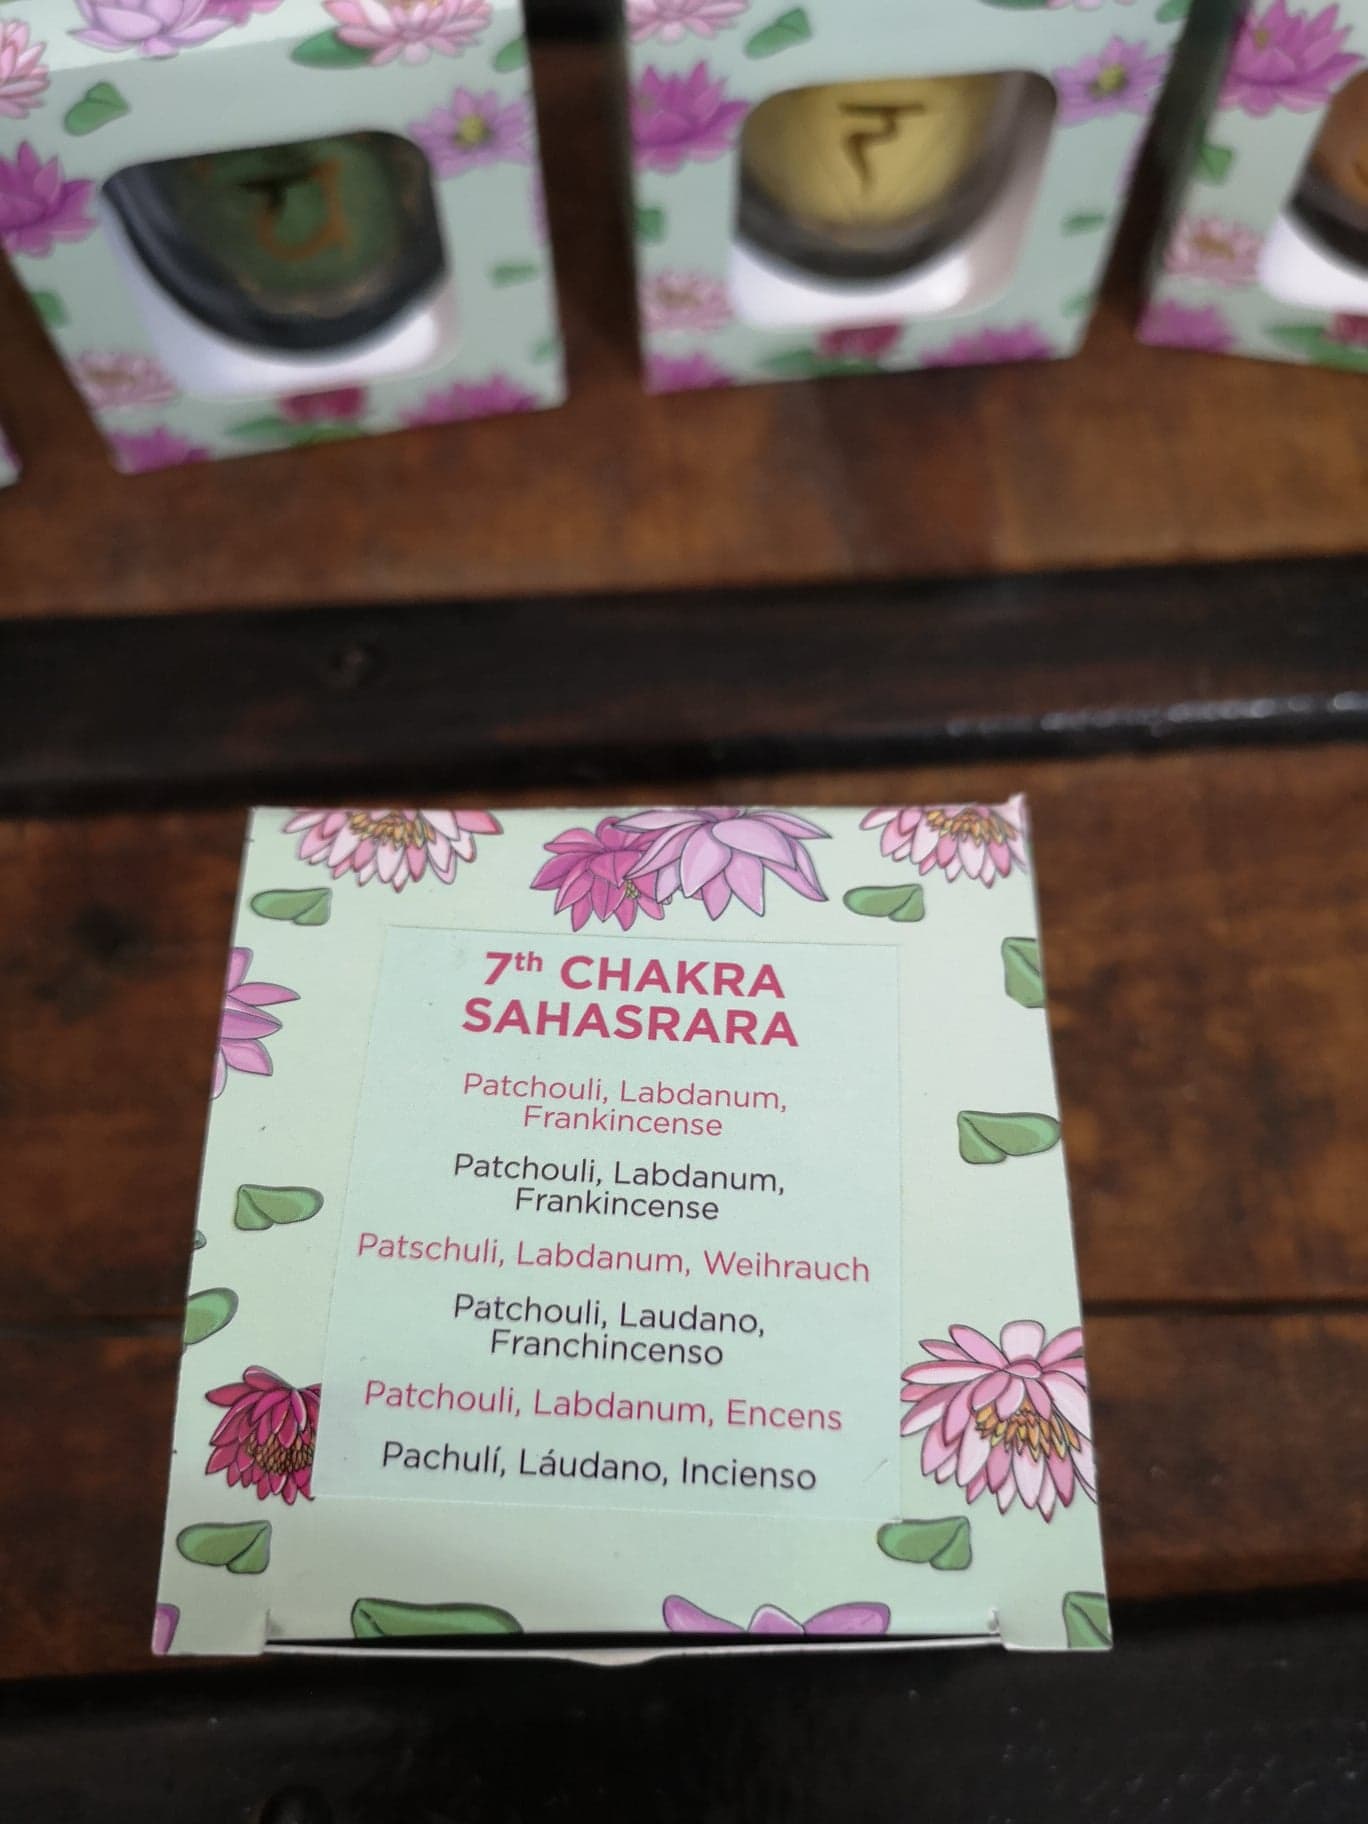 यं
रं
7th CHAKRA
SAHASRARA
Patchouli, Labdanum,
Frankincense
Patchouli, Labdanum,
Frankincense
Patschuli, Labdanum, Weihrauch
Patchouli, Laudano,
Franchincenso
Patchouli, Labdanum, Encens
Pachulí, Láudano, Incienso